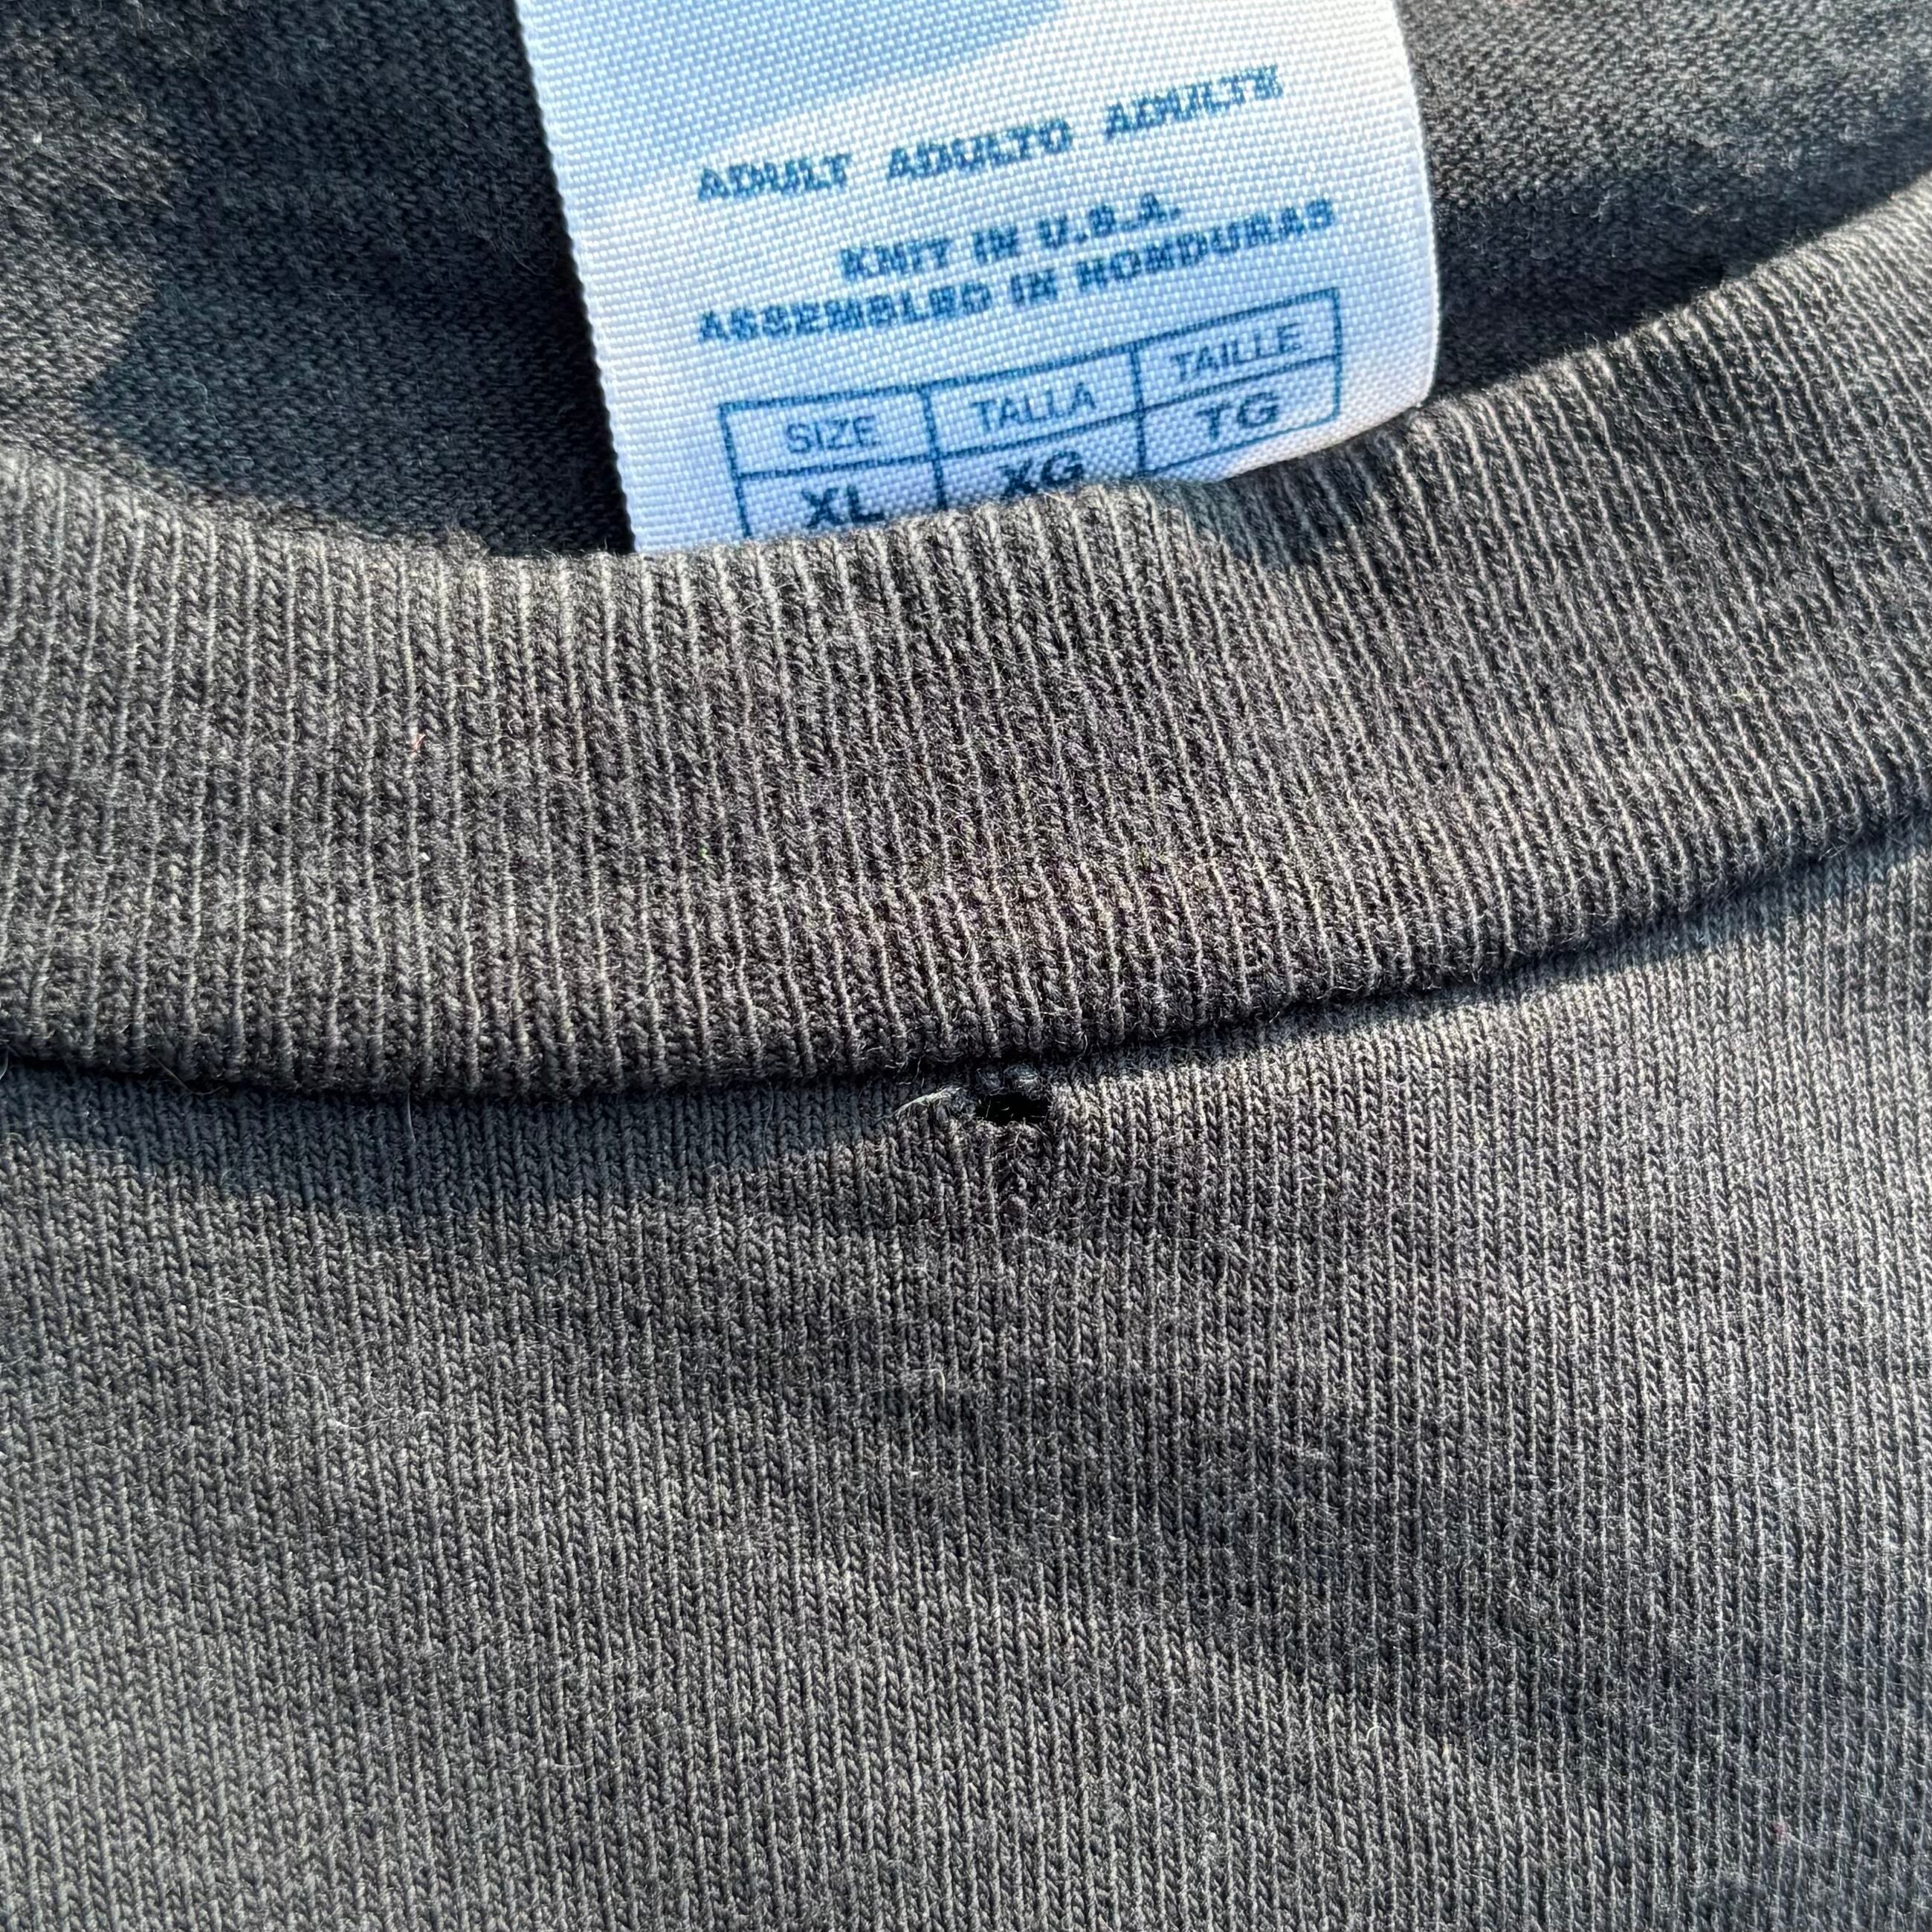 ADULT ADULTO ADULTE
KNIT IN U.S.A.
ASSEMBLED IN HONDURAS
SIZE TALLA TAILLE
XL XG TG